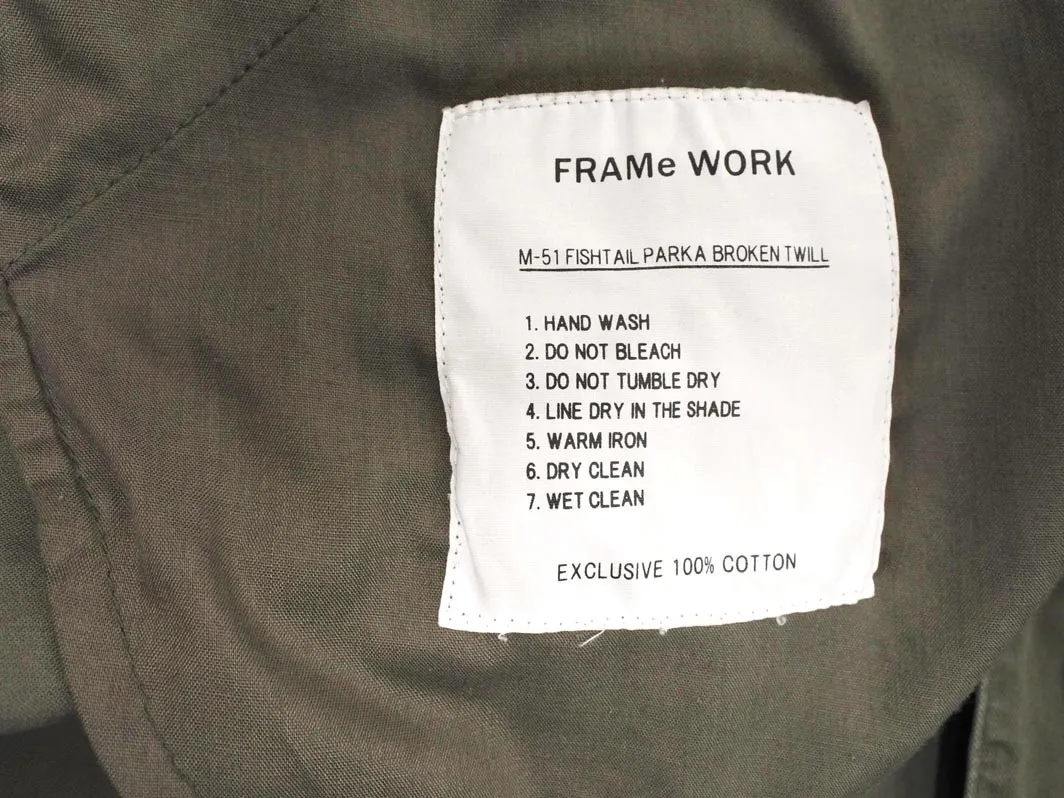 FRAMe WORK
M-51 FISHTAIL PARKA BROKEN TWILL
1. HAND WASH
2. DO NOT BLEACH
3. DO NOT TUMBLE DRY
4. LINE DRY IN THE SHADE
5. WARM IRON
6. DRY CLEAN
7. WET CLEAN
EXCLUSIVE 100% COTTON